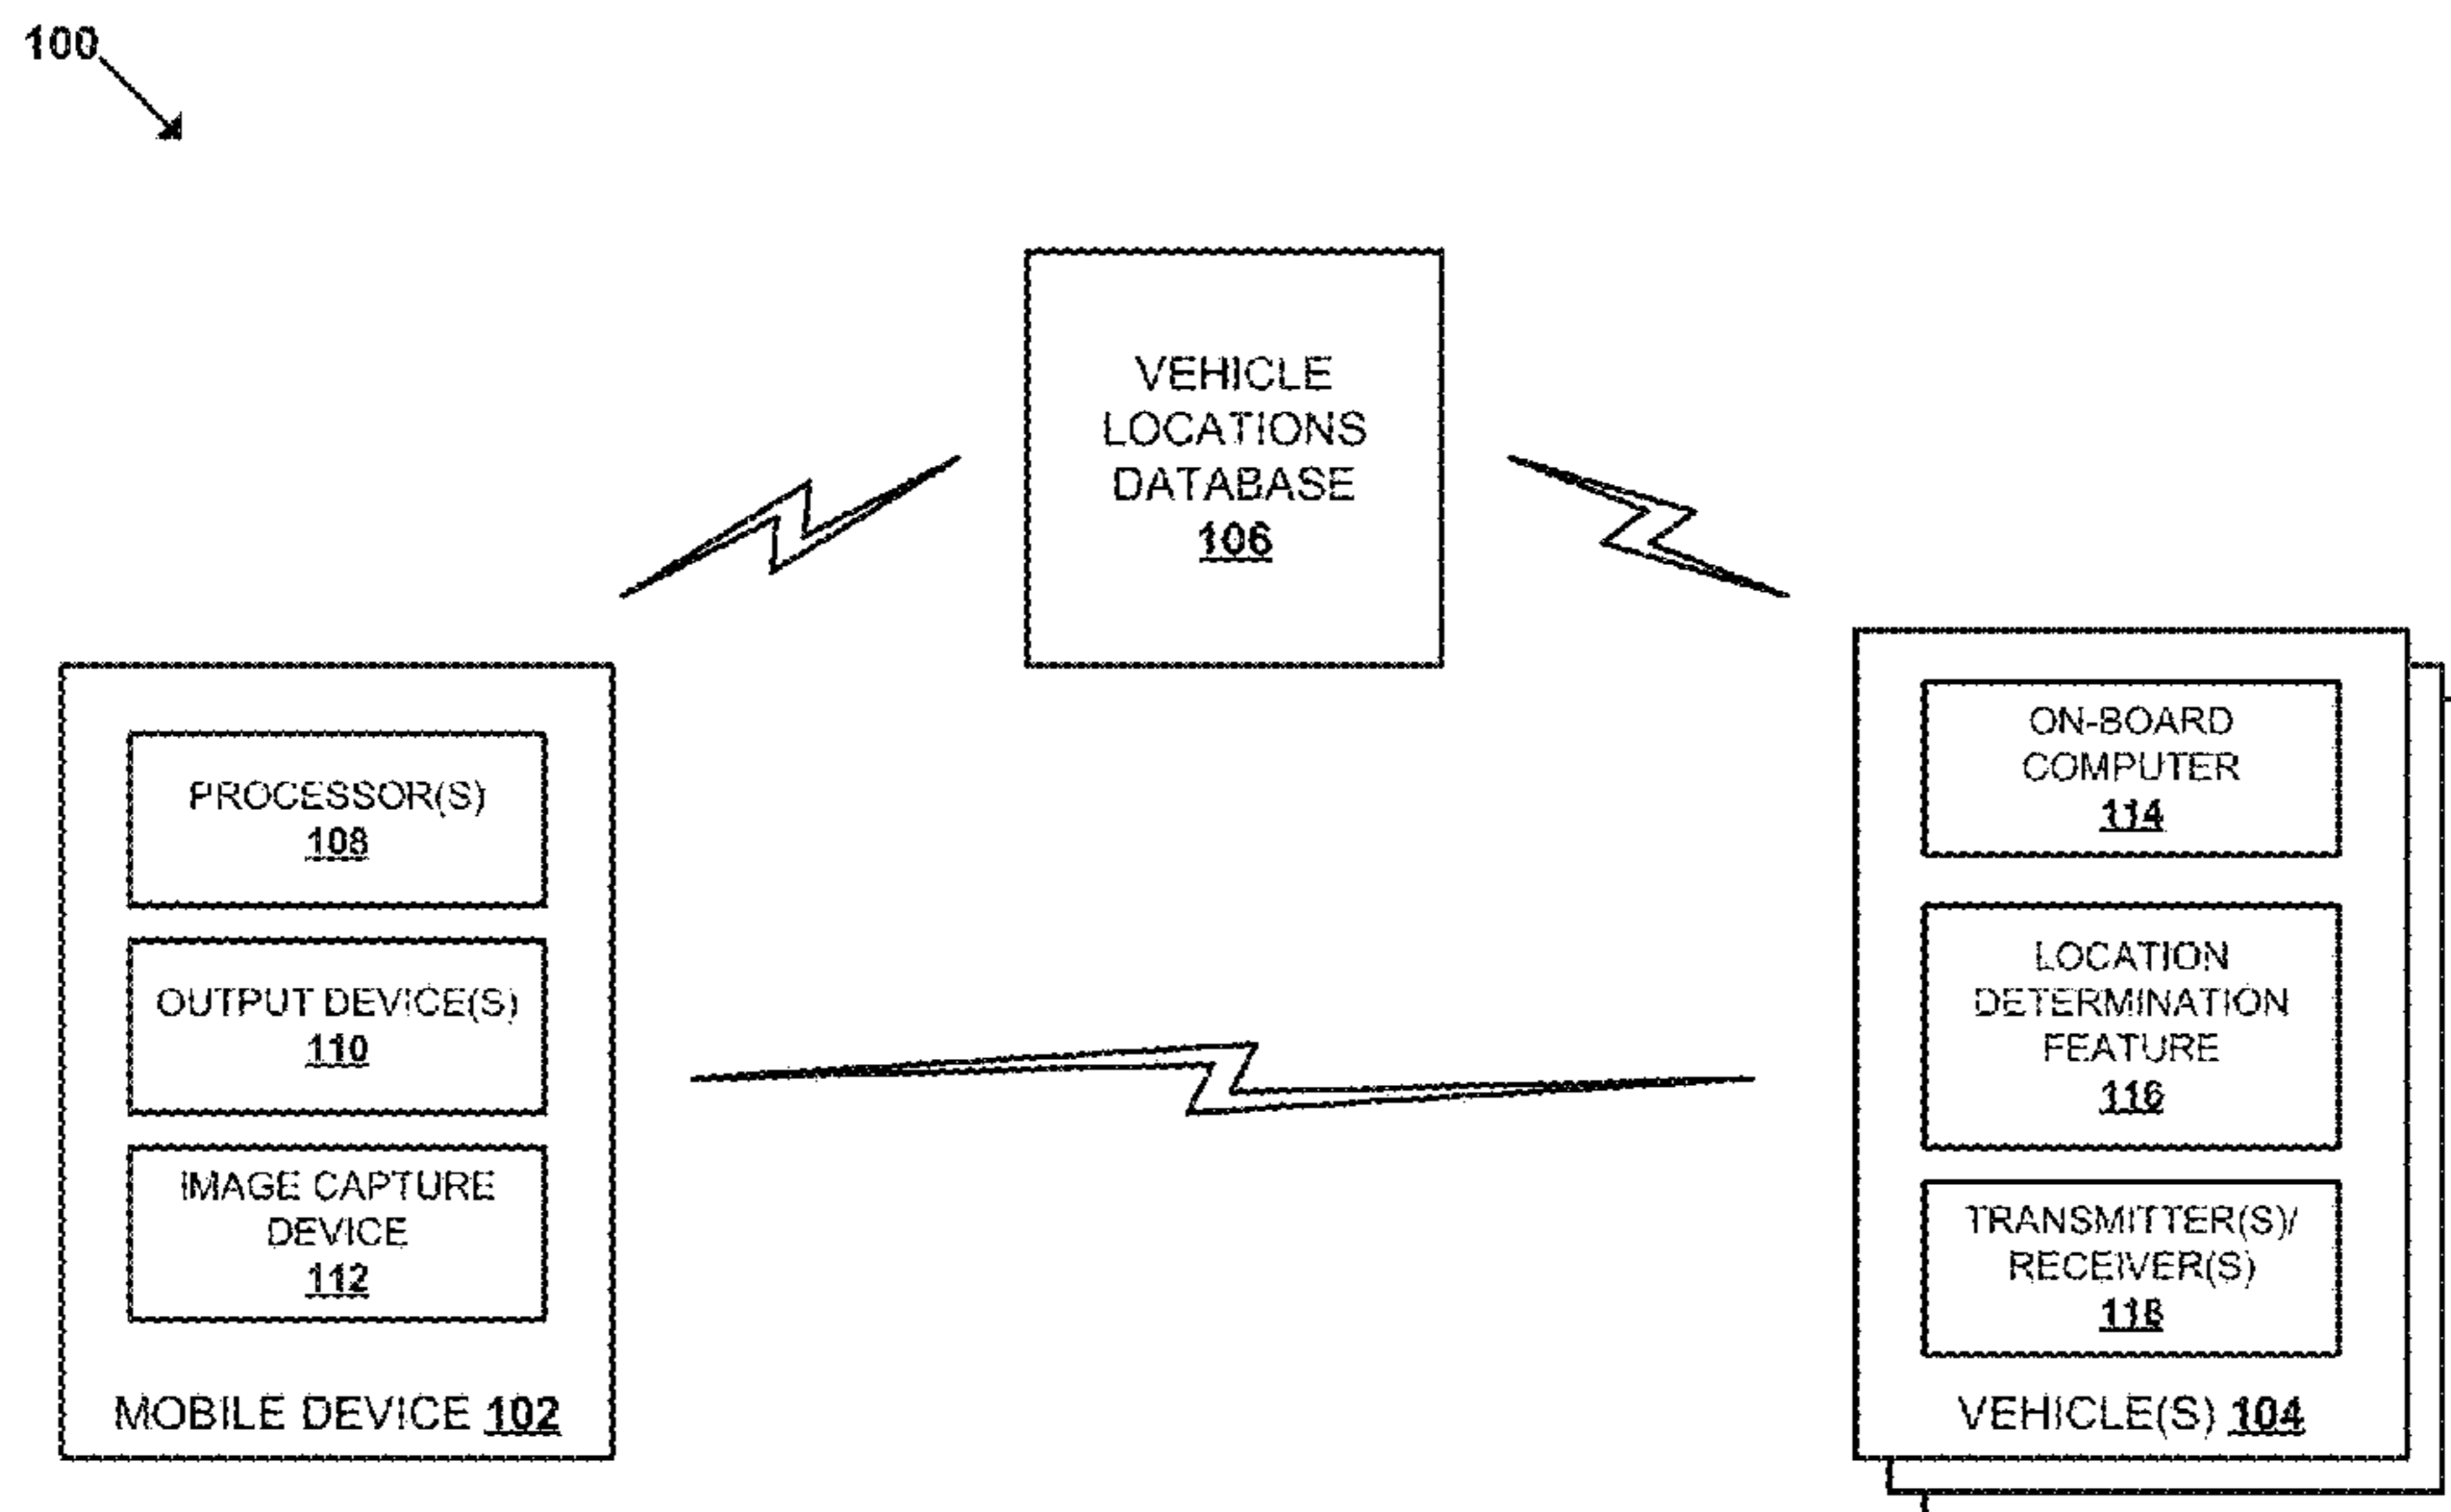 100
VEHICLE
LOCATIONS
DATABASE
106
PROCESSOR(S)
108
OUTPUT DEVICE(S)
110
IMAGE CAPTURE
DEVICE
112
MOBILE DEVICE 102
ON-BOARD
COMPUTER
114
LOCATION
DETERMINATION
FEATURE
116
TRANSMITTER(S)/
RECEIVER(S)
118
VEHICLE(S) 104